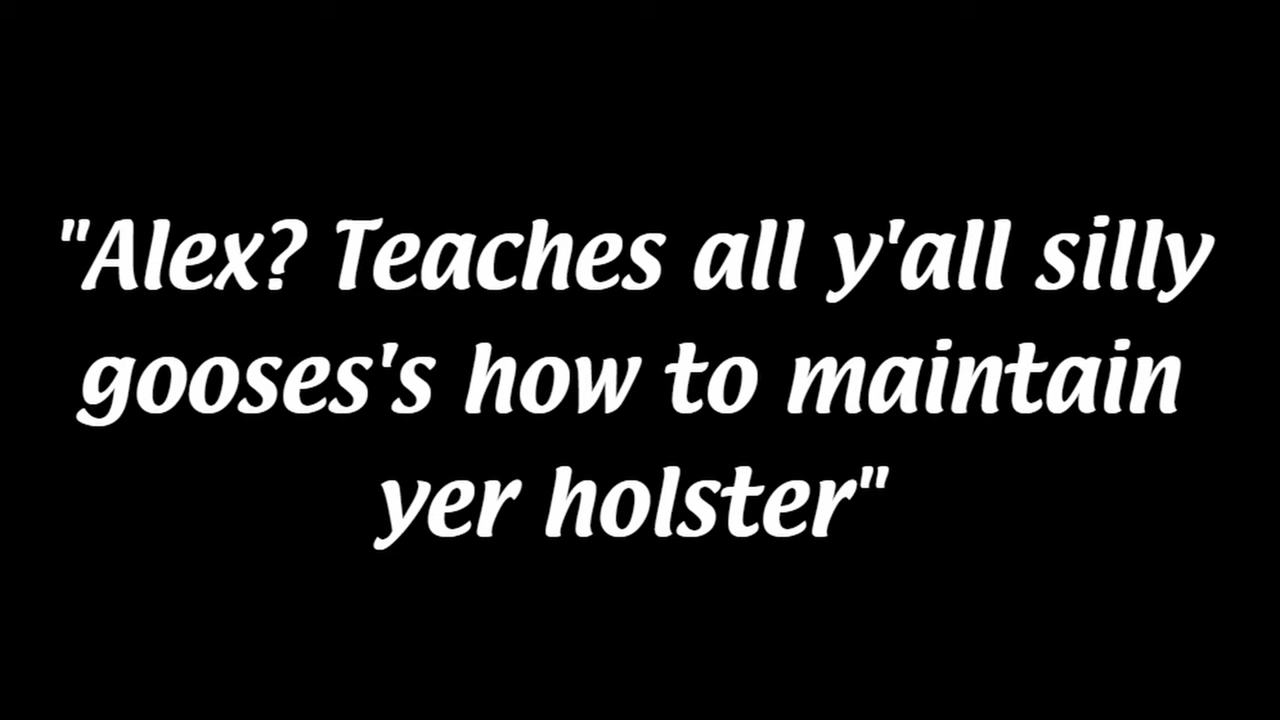 "Alex? Teaches all y'all silly
gooses's how to maintain
yer holster"